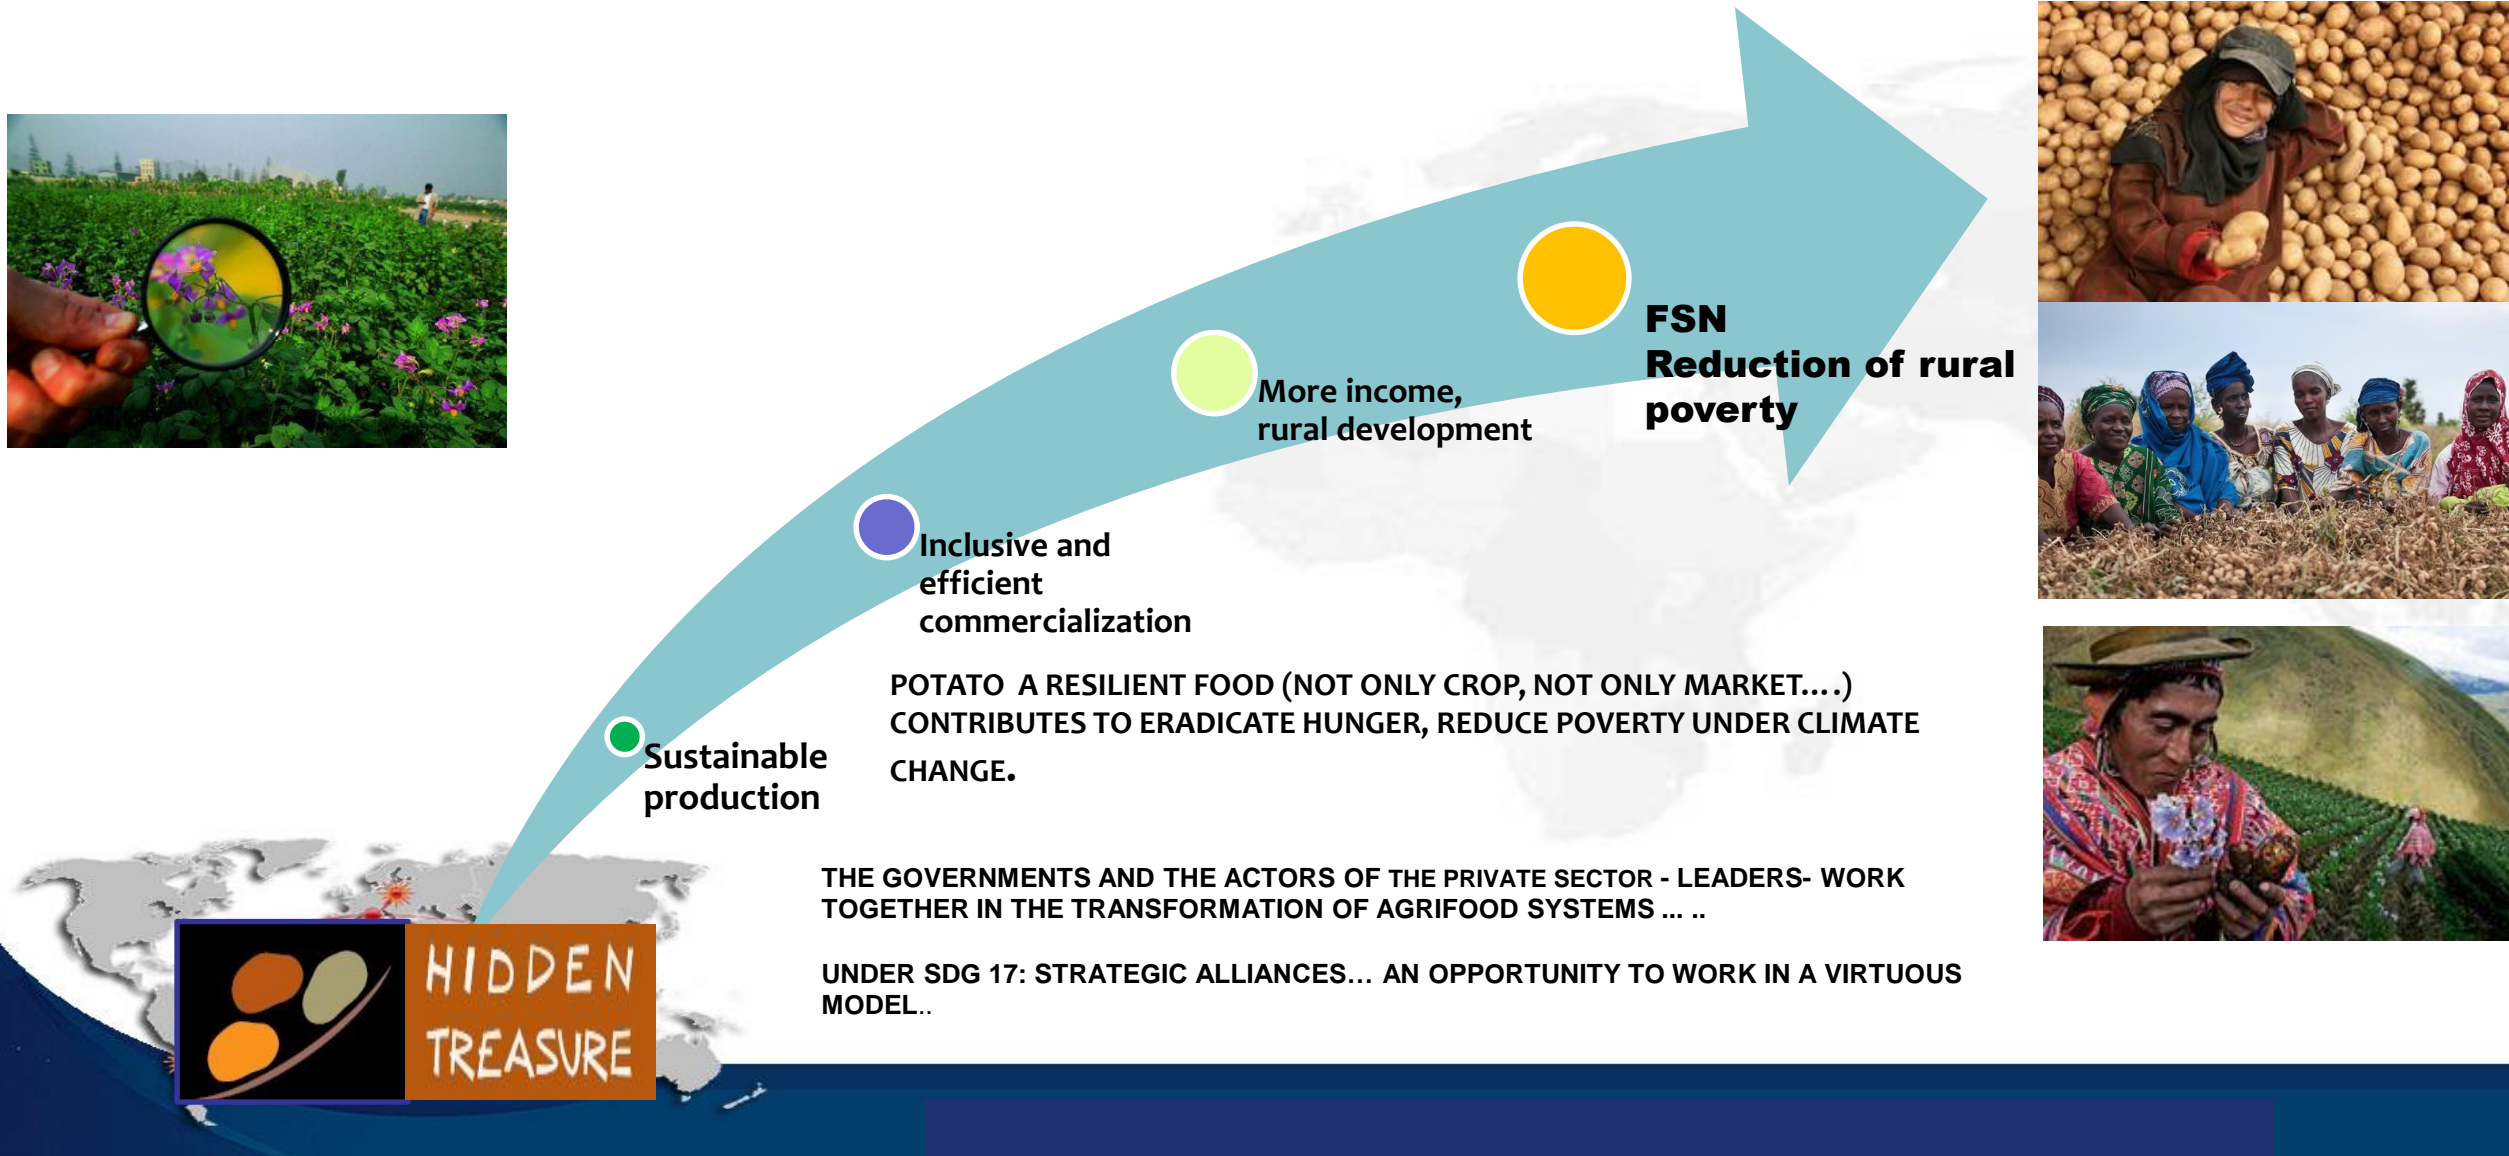 FSN
Reduction of rural
poverty
More income,
rural development
Inclusive and
efficient
commercialization
POTATO A RESILIENT FOOD (NOT ONLY CROP, NOT ONLY MARKET....)
CONTRIBUTES TO ERADICATE HUNGER, REDUCE POVERTY UNDER CLIMATE
CHANGE.
Sustainable
production
THE GOVERNMENTS AND THE ACTORS OF THE PRIVATE SECTOR - LEADERS- WORK
TOGETHER IN THE TRANSFORMATION OF AGRIFOOD SYSTEMS ... ..
UNDER SDG 17: STRATEGIC ALLIANCES... AN OPPORTUNITY TO WORK IN A VIRTUOUS
MODEL..
HIDDEN
TREASURE